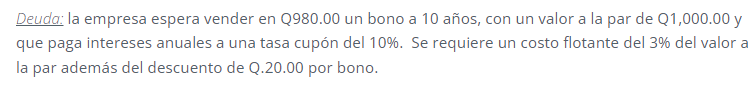 Deuda: la empresa espera vender en Q980.00 un bono a 10 años, con un valor a la par de Q1,000.00 y
que paga intereses anuales a una tasa cupón del 10%.  Se requiere un costo flotante del 3% del valor a
la par además del descuento de Q.20.00 por bono.